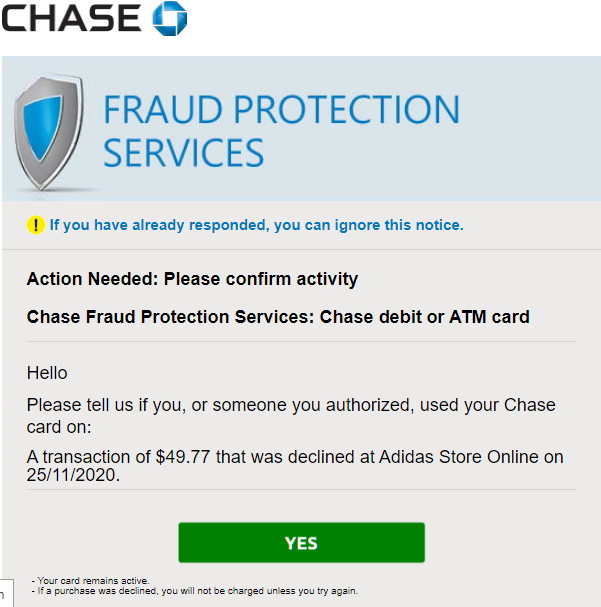 CHASE
FRAUD PROTECTION
SERVICES
! If you have already responded, you can ignore this notice.
Action Needed: Please confirm activity
Chase Fraud Protection Services: Chase debit or ATM card
Hello
Please tell us if you, or someone you authorized, used your Chase
card on:
A transaction of $49.77 that was declined at Adidas Store Online on
25/11/2020.
YES
- Your card remains active.
- If a purchase was declined, you will not be charged unless you try again.